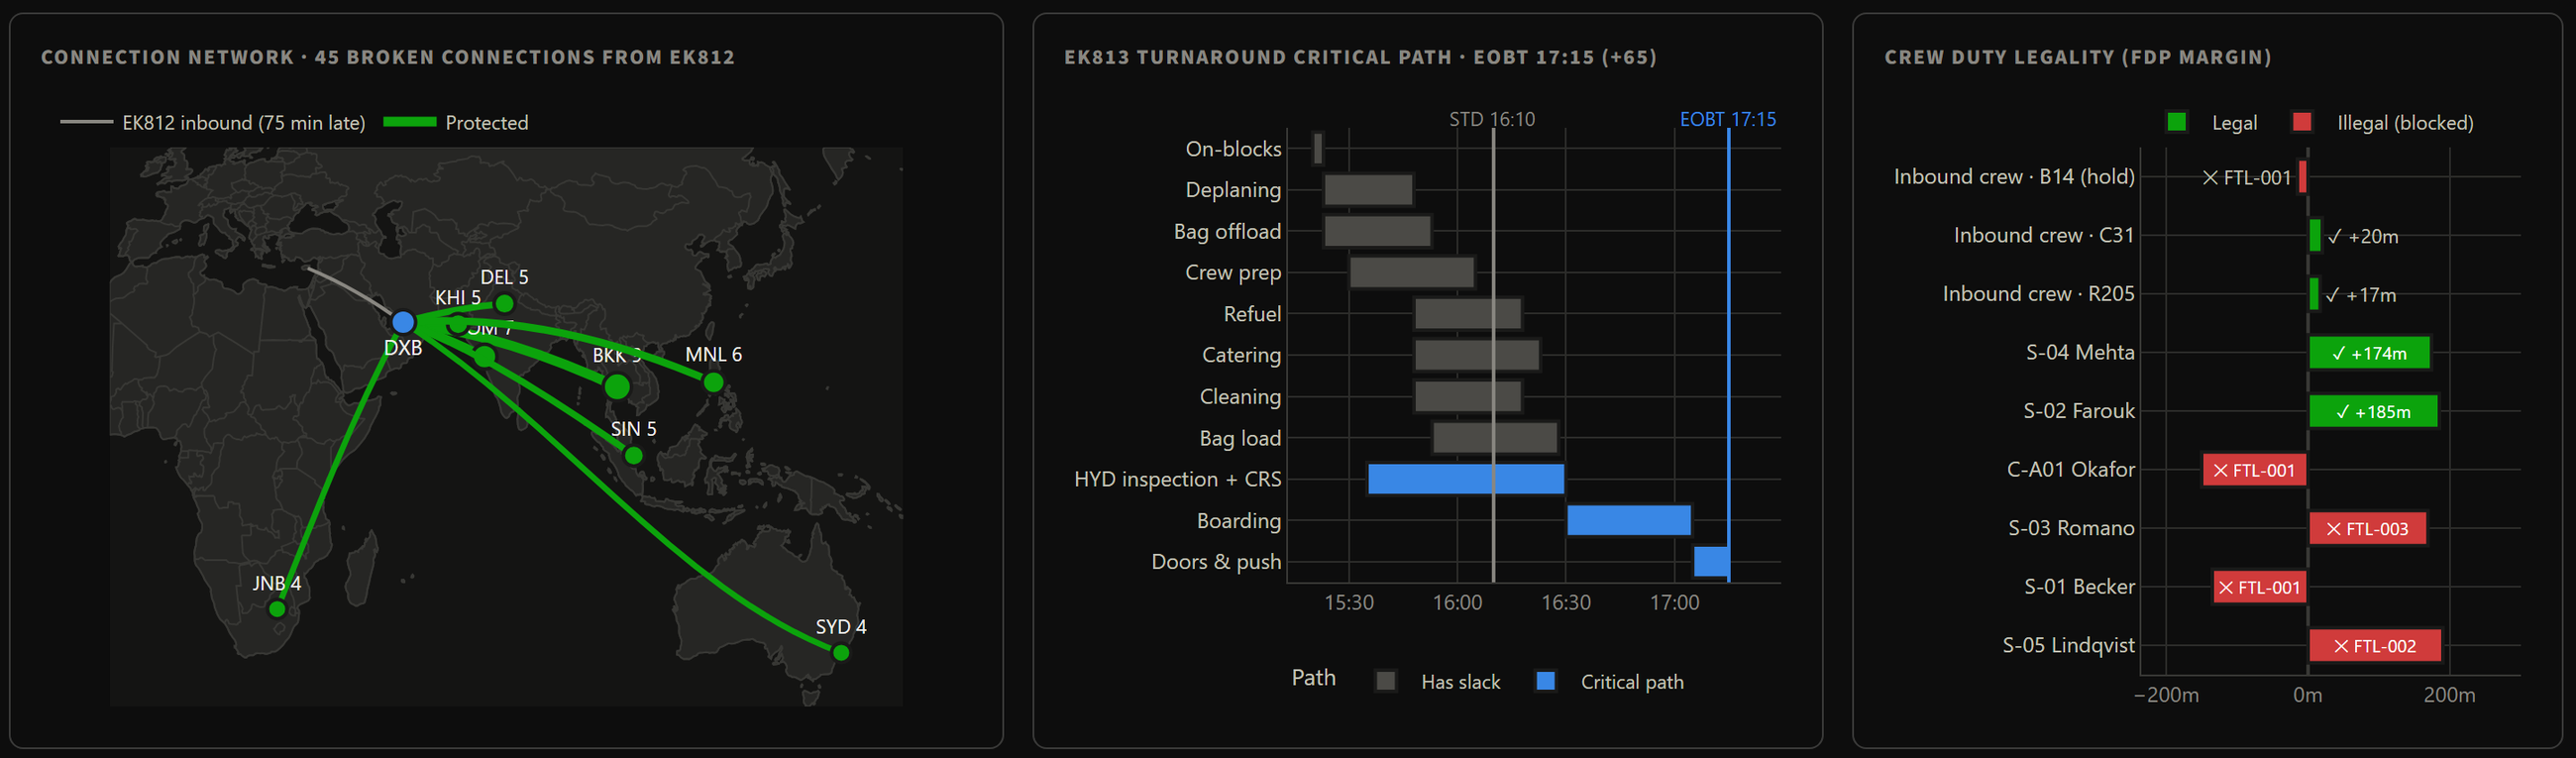 CONNECTION NETWORK · 45 BROKEN CONNECTIONS FROM EK812
EK812 inbound (75 min late)
Protected
DEL 5
KHI 5
DXB
BKK
MNL 6
SIN 5
JNB 4
SYD 4
EK813 TURNAROUND CRITICAL PATH · EOBT 17:15 (+65)
STD 16:10
EOBT 17:15
On-blocks
Deplaning
Bag offload
Crew prep
Refuel
Catering
Cleaning
Bag load
HYD inspection + CRS
Boarding
Doors & push
15:30 16:00 16:30 17:00
Path
Has slack
Critical path
CREW DUTY LEGALITY (FDP MARGIN)
Legal
Illegal (blocked)
Inbound crew · B14 (hold) ✕ FTL-001
Inbound crew · C31 ✓ +20m
Inbound crew · R205 ✓ +17m
S-04 Mehta ✓ +174m
S-02 Farouk ✓ +185m
C-A01 Okafor ✕ FTL-001
S-03 Romano ✕ FTL-003
S-01 Becker ✕ FTL-001
S-05 Lindqvist ✕ FTL-002
−200m 0m 200m